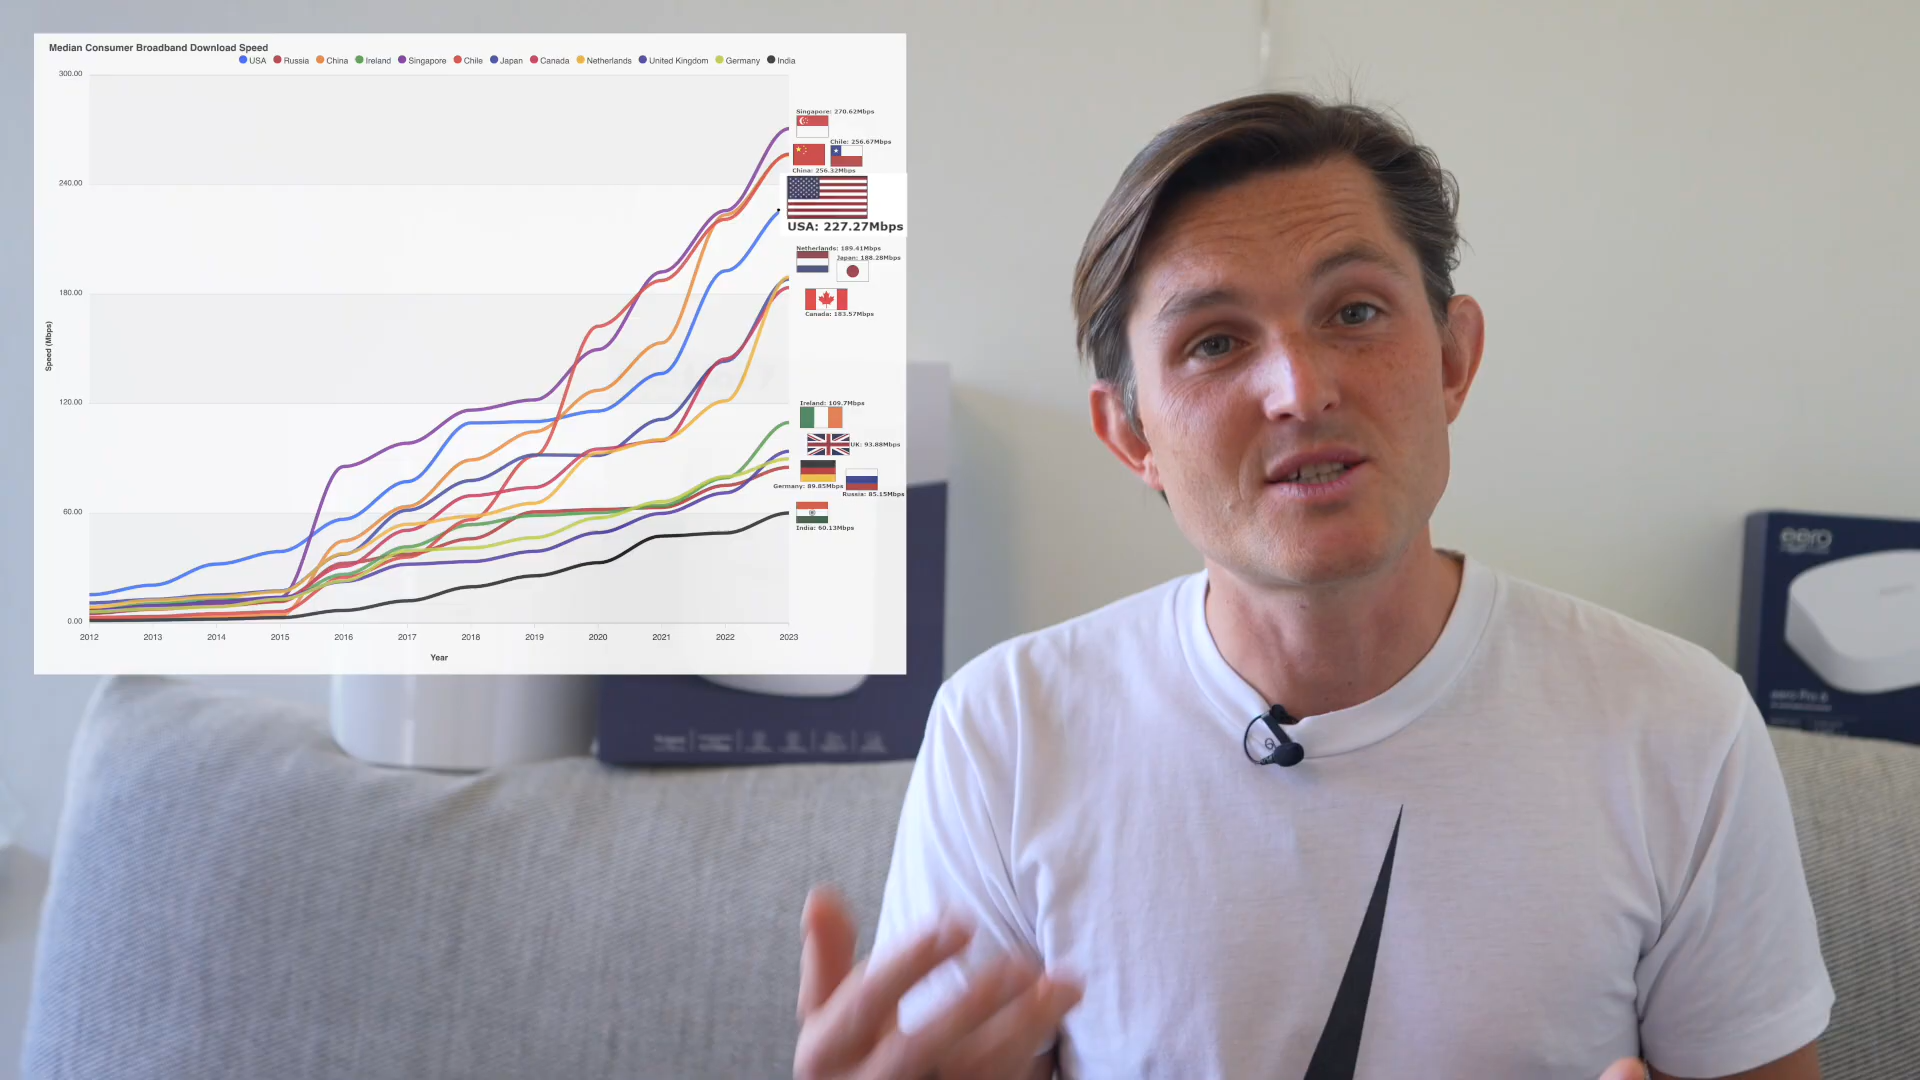 Median Consumer Broadband Download Speed
USA Russia China Ireland Singapore Chile Japan Canada Netherlands United Kingdom Germany India
300.00
240.00
180.00
120.00
60.00
0.00
Speed (Mbps)
2012 2013 2014 2015 2016 2017 2018 2019 2020 2021 2022 2023
Year
Singapore: 270.62Mbps
Chile: 256.67Mbps
China: 256.32Mbps
USA: 227.27Mbps
Netherlands: 189.41Mbps
Japan: 188.28Mbps
Canada: 183.57Mbps
Ireland: 109.7Mbps
UK: 93.88Mbps
Germany: 89.85Mbps
Russia: 85.15Mbps
India: 60.13Mbps
eero
eero Pro 6